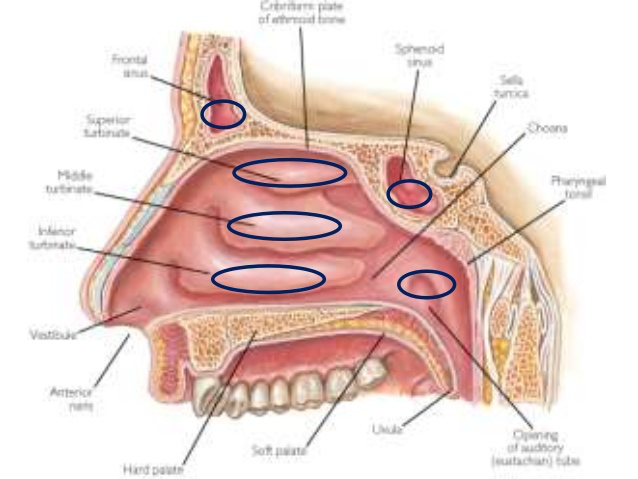 Cribriform plate
of ethmoid bone
Sphenoid
sinus
Frontal
sinus
Sella
turcica
Superior
turbinate
Choana
Middle
turbinate
Pharyngeal
tonsil
Inferior
turbinate
Vestibule
Anterior
naris
Uvula
Soft palate
Hard palate
Opening
of auditory
(eustachian) tube